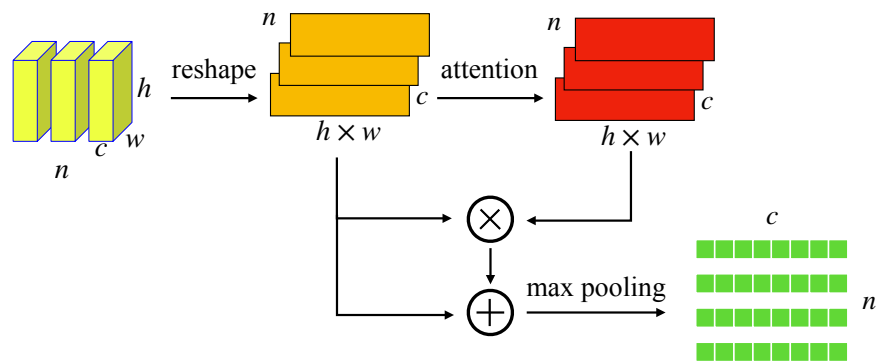 n
n
reshape
attention
h
c
c
w
c
h × w
h × w
n
c
max pooling
n